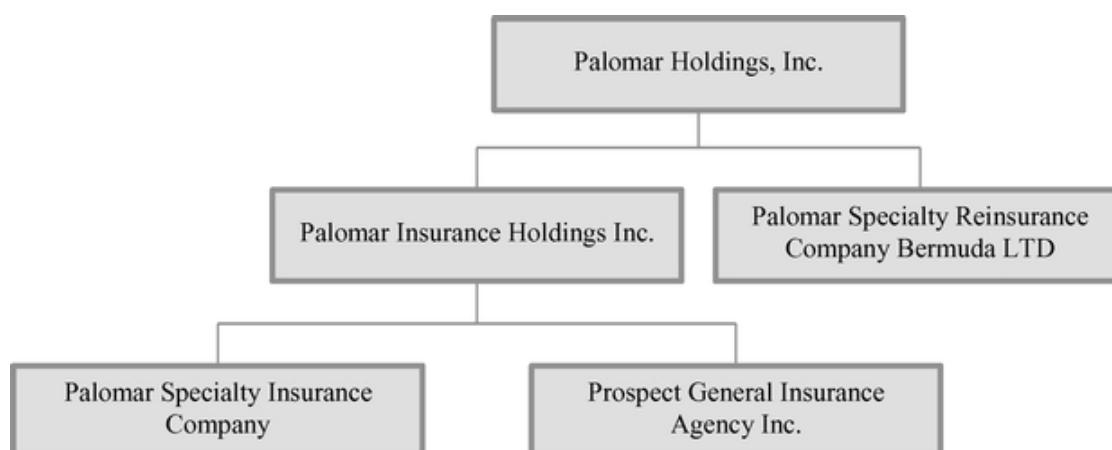 Palomar Holdings, Inc.
Palomar Insurance Holdings Inc.
Palomar Specialty Reinsurance
Company Bermuda LTD
Palomar Specialty Insurance
Company
Prospect General Insurance
Agency Inc.